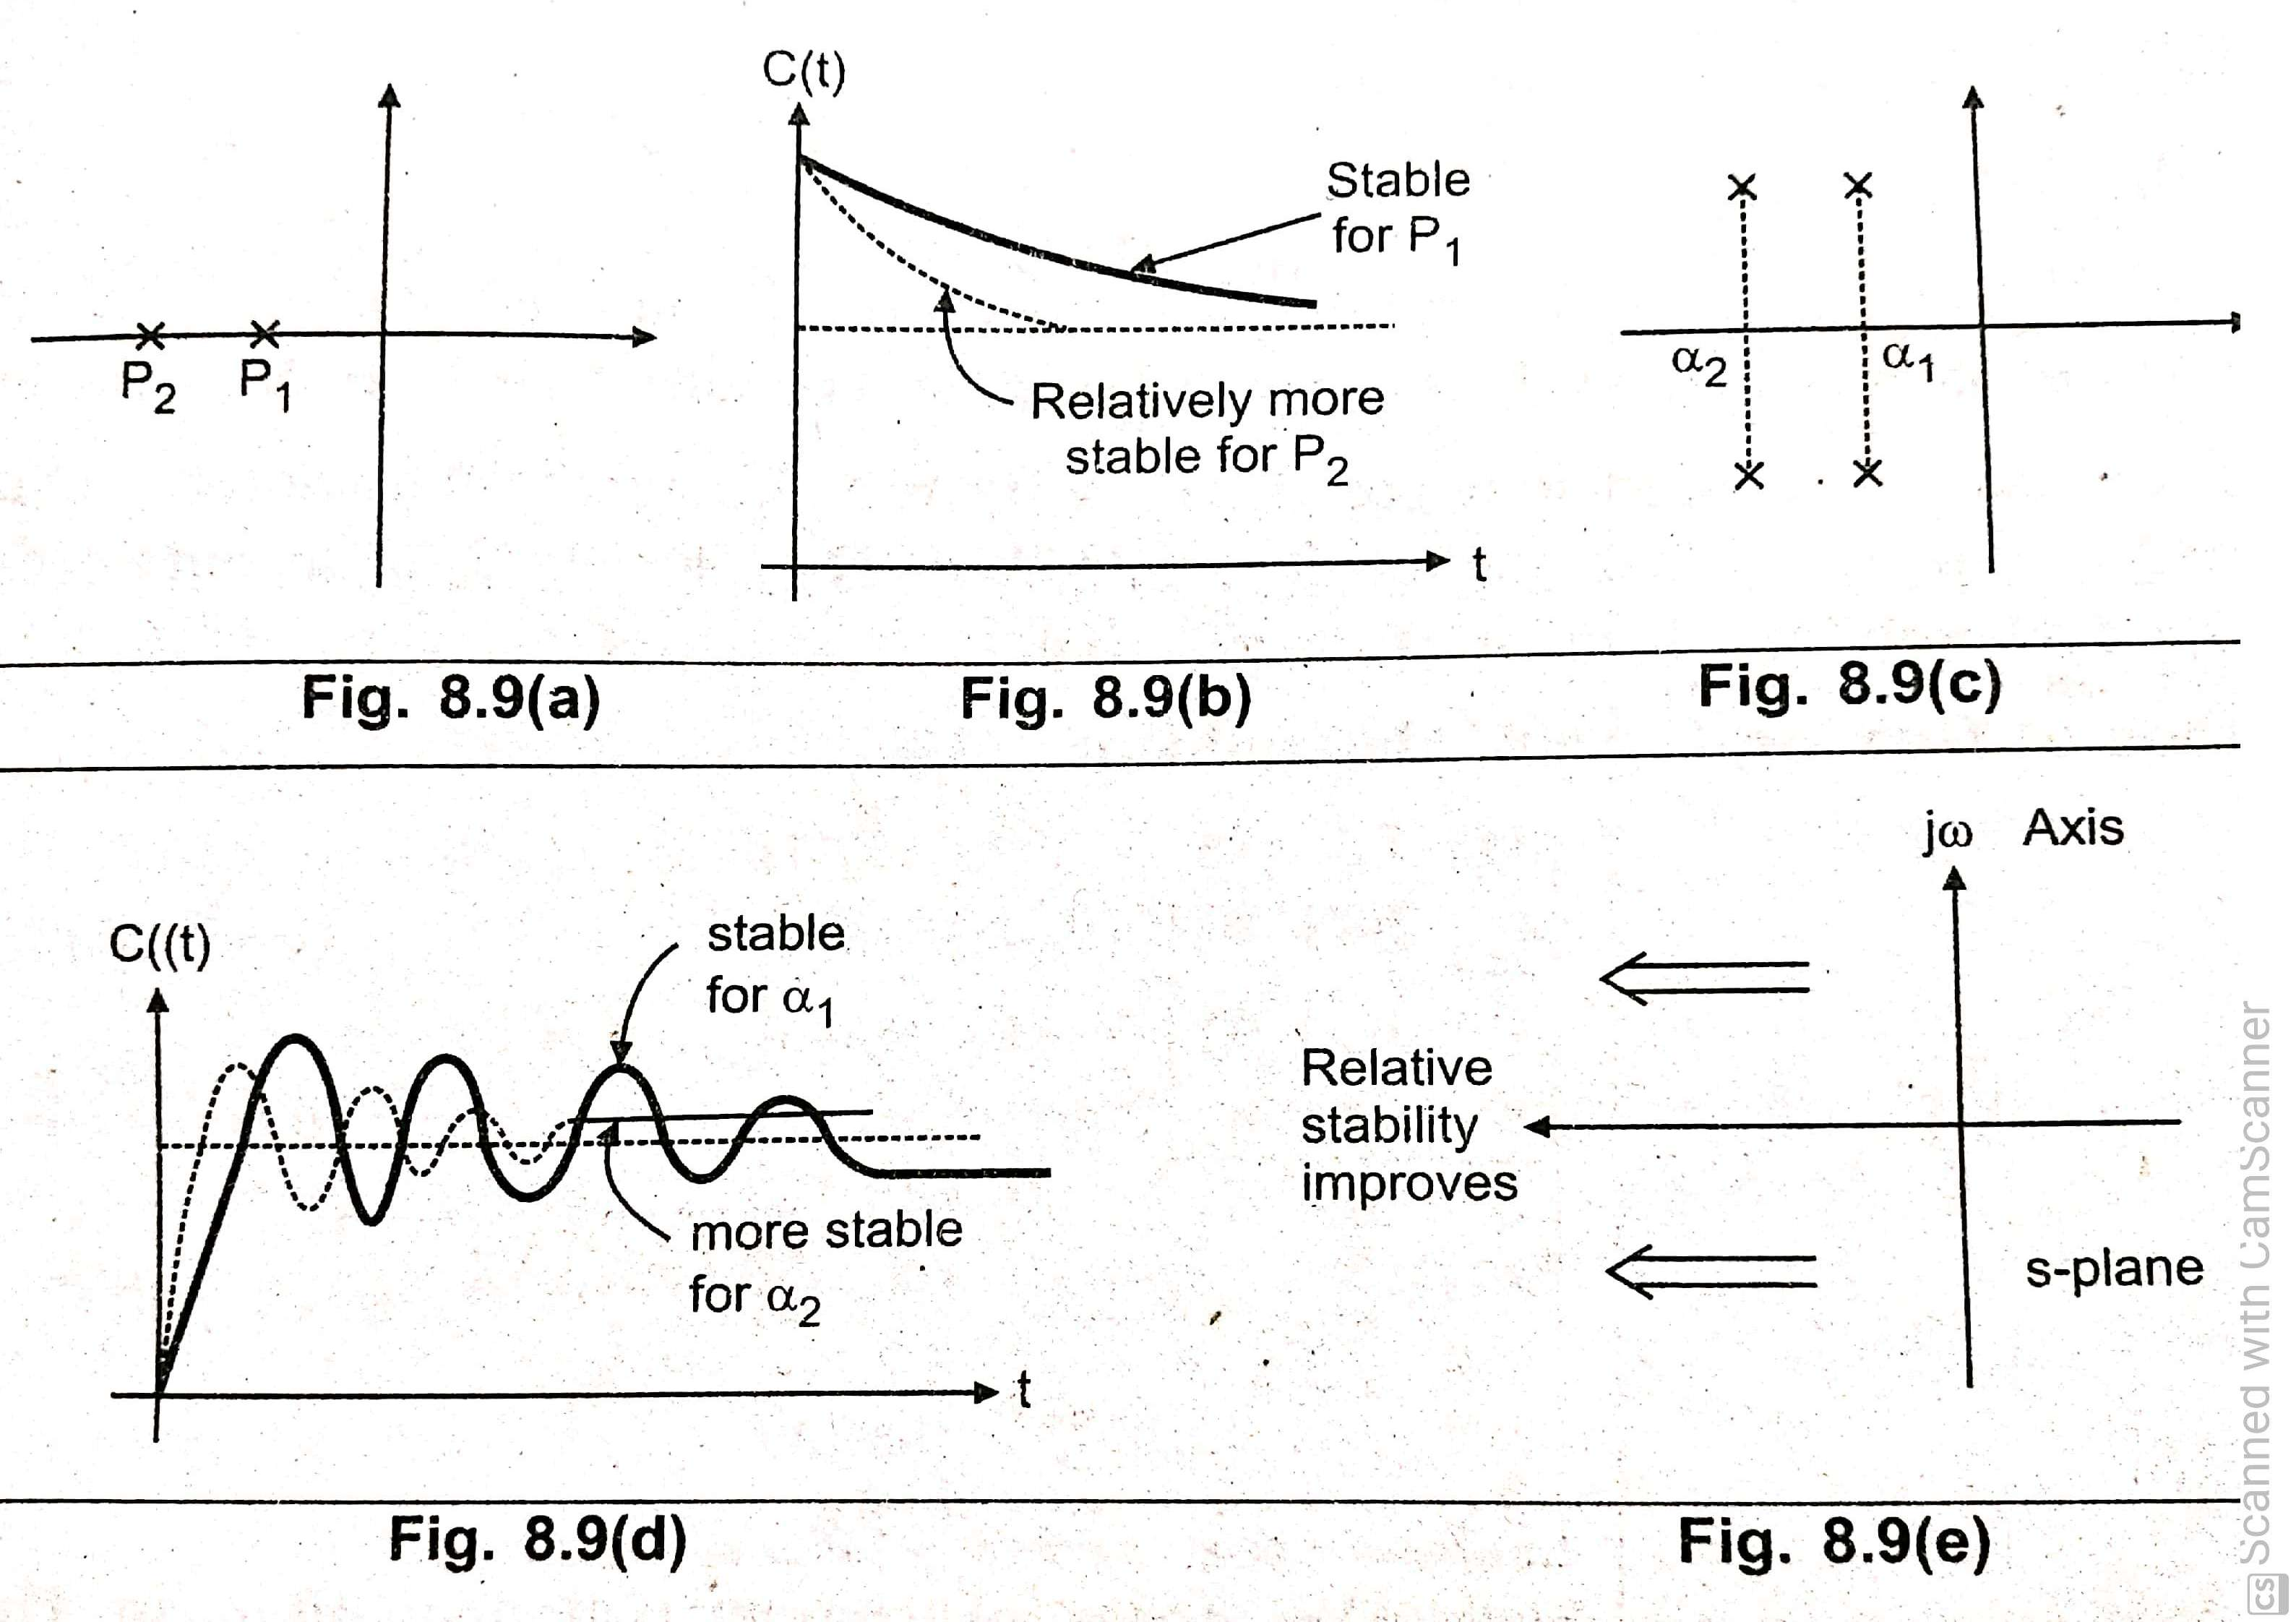 C(t)
Stable
for P₁
P₂
P₁
Relatively more
stable for P₂
t
α₂
α₁
Fig. 8.9(a)
Fig. 8.9(b)
Fig. 8.9(c)
C((t)
stable
for α₁
more stable
for α₂
t
jω Axis
Relative
stability
improves
s-plane
Fig. 8.9(d)
Fig. 8.9(e)
CS Scanned with CamScanner